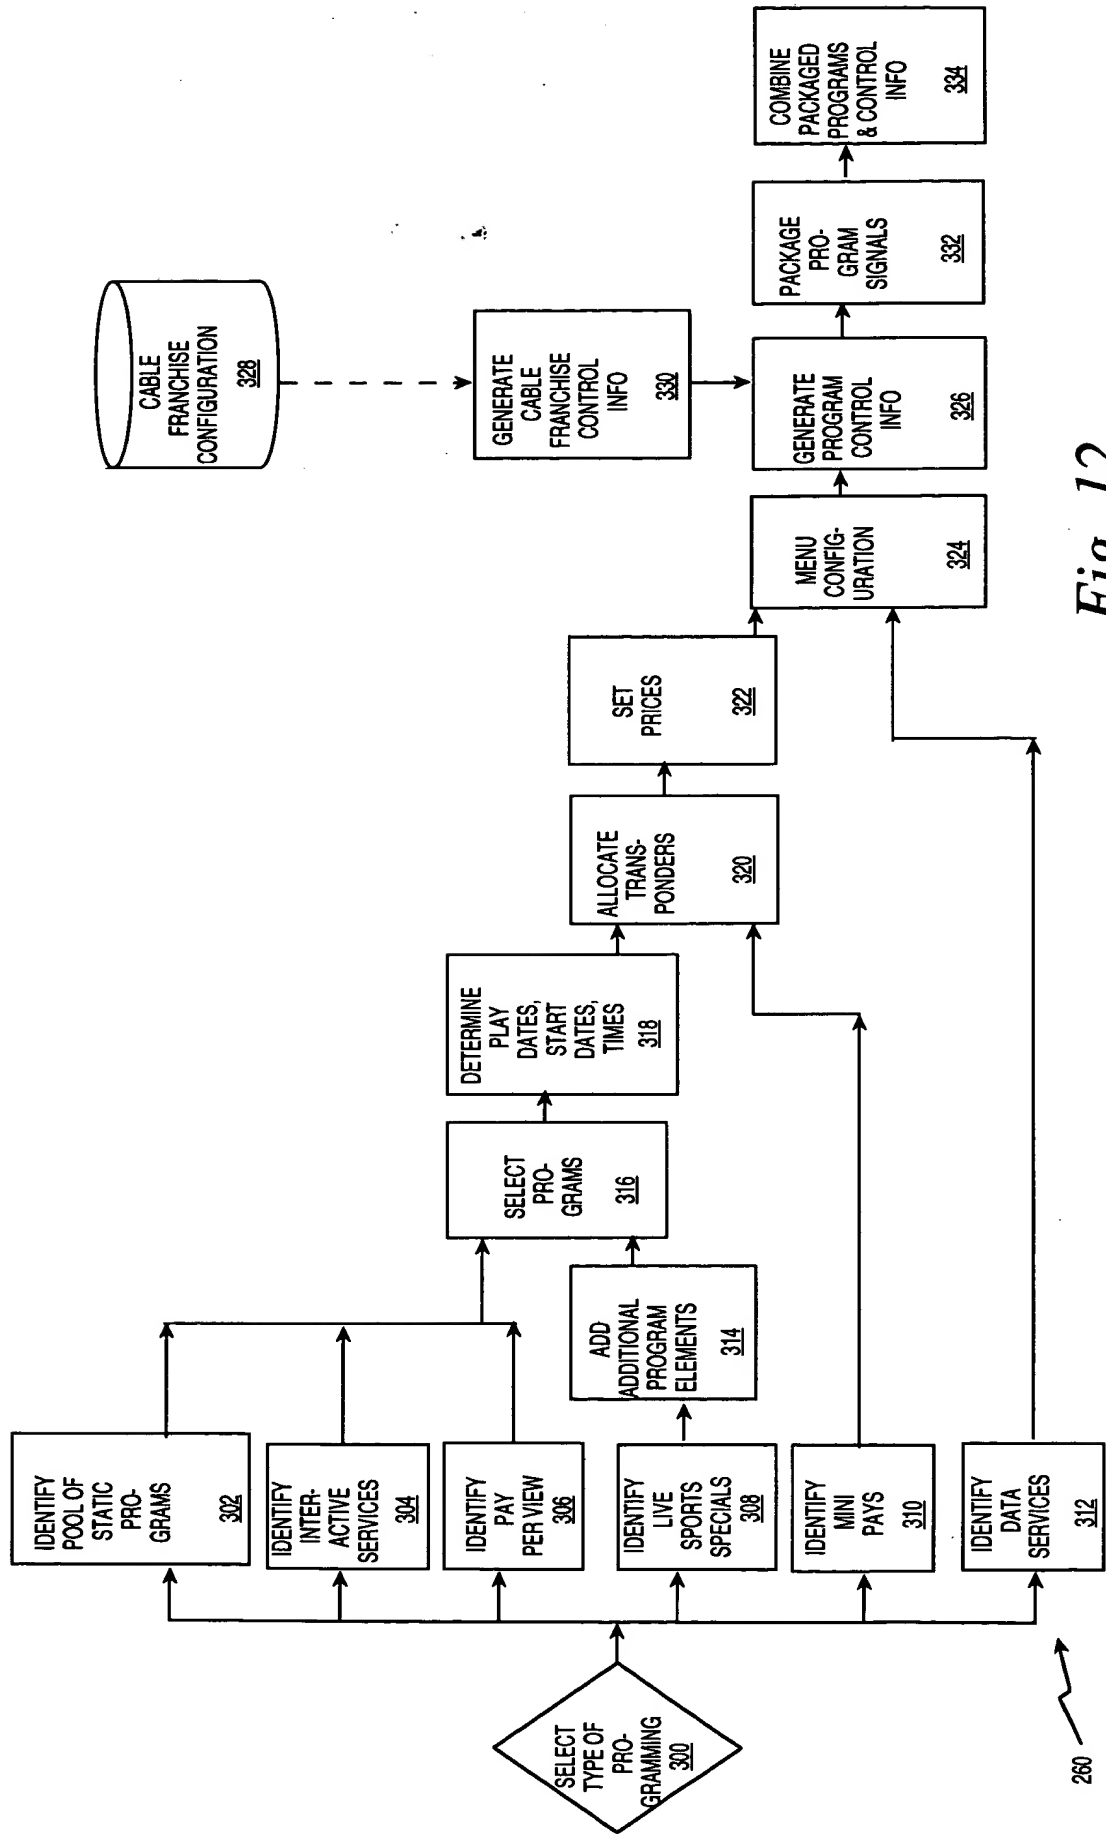 SELECT
TYPE OF
PRO-
GRAMMING
300
IDENTIFY
POOL OF
STATIC
PRO-
GRAMS
302
IDENTIFY
INTER-
ACTIVE
SERVICES
304
IDENTIFY
PAY
PER VIEW
306
IDENTIFY
LIVE
SPORTS
SPECIALS
308
IDENTIFY
MINI
PAYS
310
IDENTIFY
DATA
SERVICES
312
ADD
ADDITIONAL
PROGRAM
ELEMENTS
314
SELECT
PRO-
GRAMS
316
DETERMINE
PLAY
DATES,
START
DATES,
TIMES
318
ALLOCATE
TRANS-
PONDERS
320
SET
PRICES
322
MENU
CONFIG-
URATION
324
CABLE
FRANCHISE
CONFIGURATION
328
GENERATE
CABLE
FRANCHISE
CONTROL
INFO
330
GENERATE
PROGRAM
CONTROL
INFO
326
PACKAGE
PRO-
GRAM
SIGNALS
332
COMBINE
PACKAGED
PROGRAMS
& CONTROL
INFO
334
260
Fig. 12